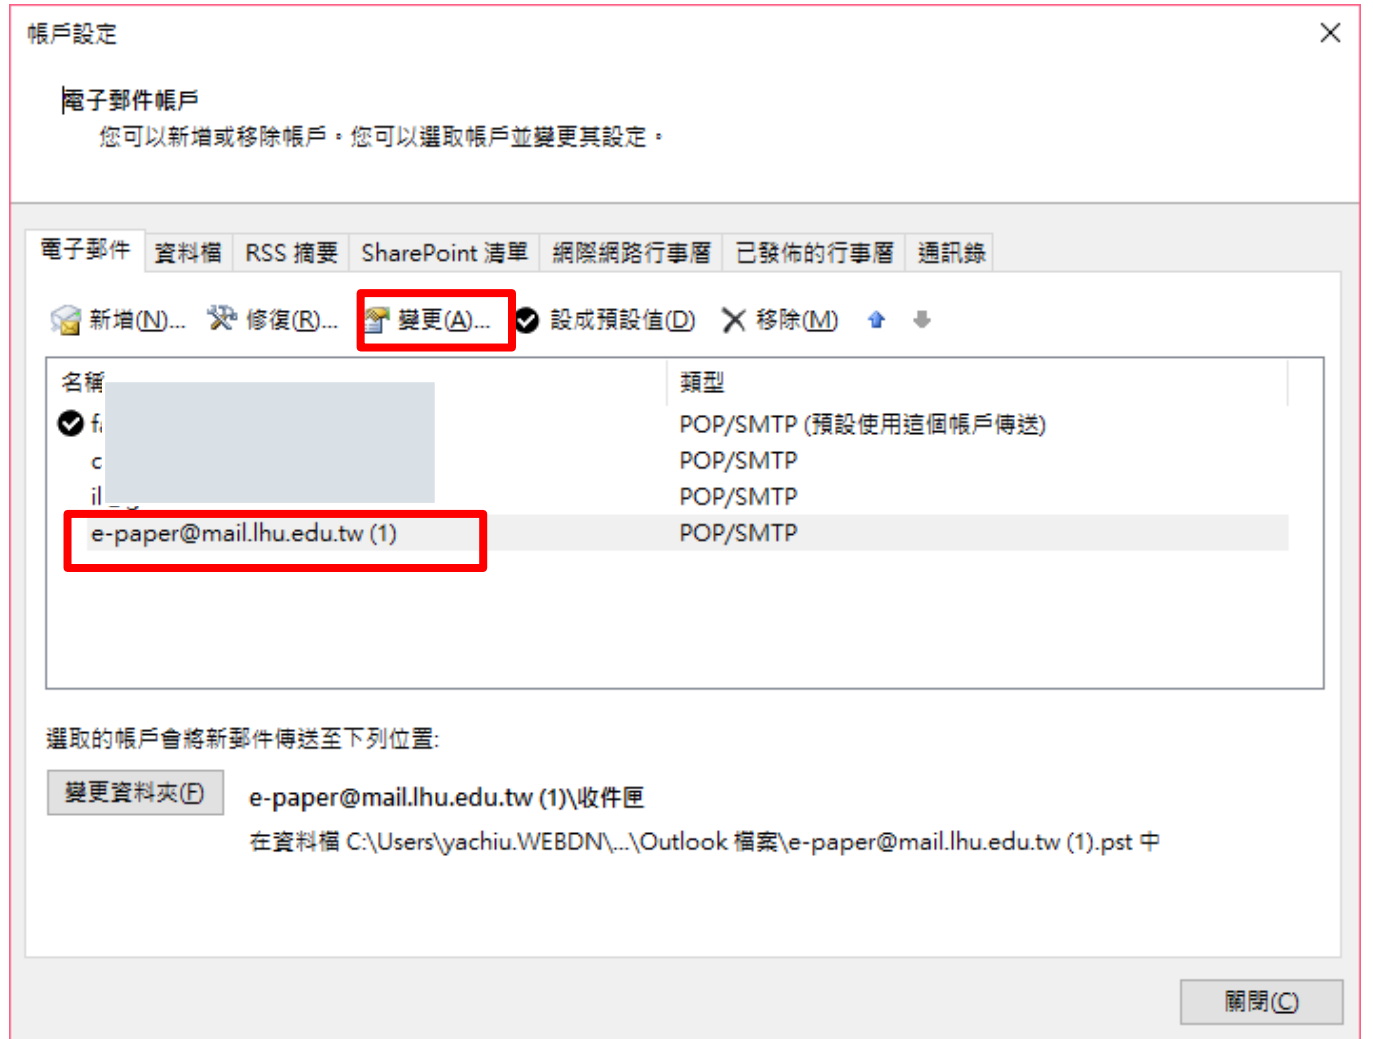 帳戶設定
電子郵件帳戶
您可以新增或移除帳戶。您可以選取帳戶並變更其設定。
電子郵件 資料檔 RSS 摘要 SharePoint 清單 網際網路行事曆 已發佈的行事曆 通訊錄
新增(N)... 修復(R)... 變更(A)... 設成預設值(D) 移除(M)
名稱 類型
POP/SMTP (預設使用這個帳戶傳送)
POP/SMTP
POP/SMTP
e-paper@mail.lhu.edu.tw (1) POP/SMTP
選取的帳戶會將新郵件傳送至下列位置:
變更資料夾(F) e-paper@mail.lhu.edu.tw (1)\收件匣
在資料檔 C:\Users\yachiu.WEBDN\...\Outlook 檔案\e-paper@mail.lhu.edu.tw (1).pst 中
關閉(C)